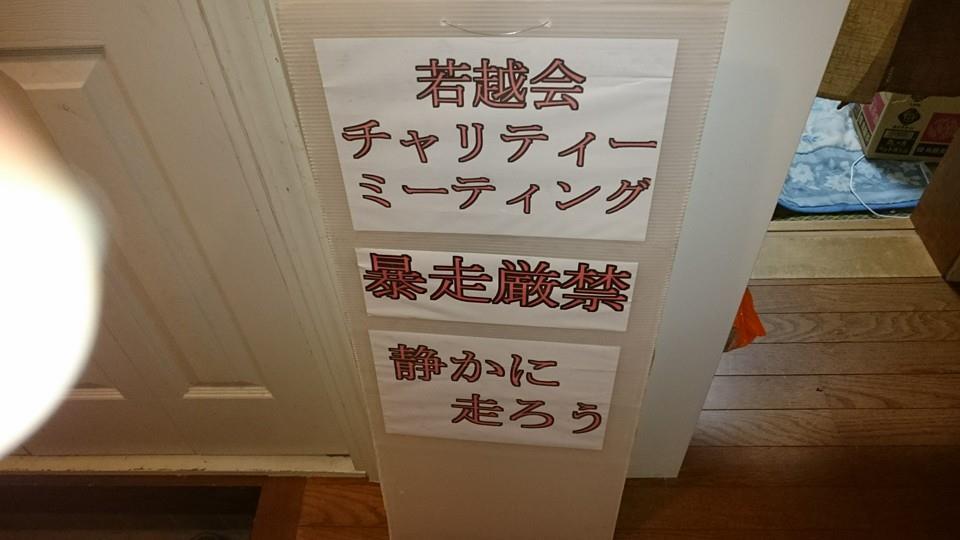 若越会
チャリティー
ミーティング
暴走厳禁
静かに
走ろう